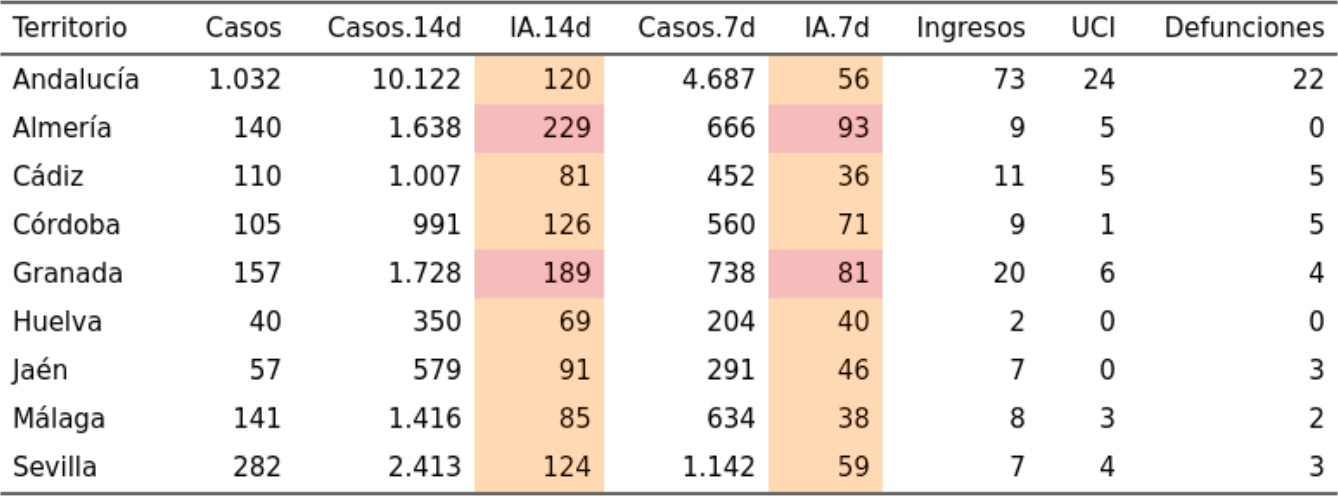 Territorio Casos Casos.14d IA.14d Casos.7d IA.7d Ingresos UCI Defunciones
Andalucía 1.032 10.122 120 4.687 56 73 24 22
Almería 140 1.638 229 666 93 9 5 0
Cádiz 110 1.007 81 452 36 11 5 5
Córdoba 105 991 126 560 71 9 1 5
Granada 157 1.728 189 738 81 20 6 4
Huelva 40 350 69 204 40 2 0 0
Jaén 57 579 91 291 46 7 0 3
Málaga 141 1.416 85 634 38 8 3 2
Sevilla 282 2.413 124 1.142 59 7 4 3